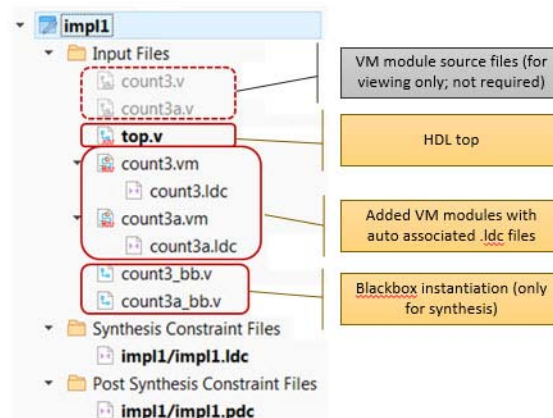 impl1
Input Files
count3.v
count3a.v
top.v
count3.vm
count3.ldc
count3a.vm
count3a.ldc
count3_bb.v
count3a_bb.v
Synthesis Constraint Files
impl1/impl1.ldc
Post Synthesis Constraint Files
impl1/impl1.pdc
VM module source files (for
viewing only; not required)
HDL top
Added VM modules with
auto associated .ldc files
Blackbox instantiation (only
for synthesis)